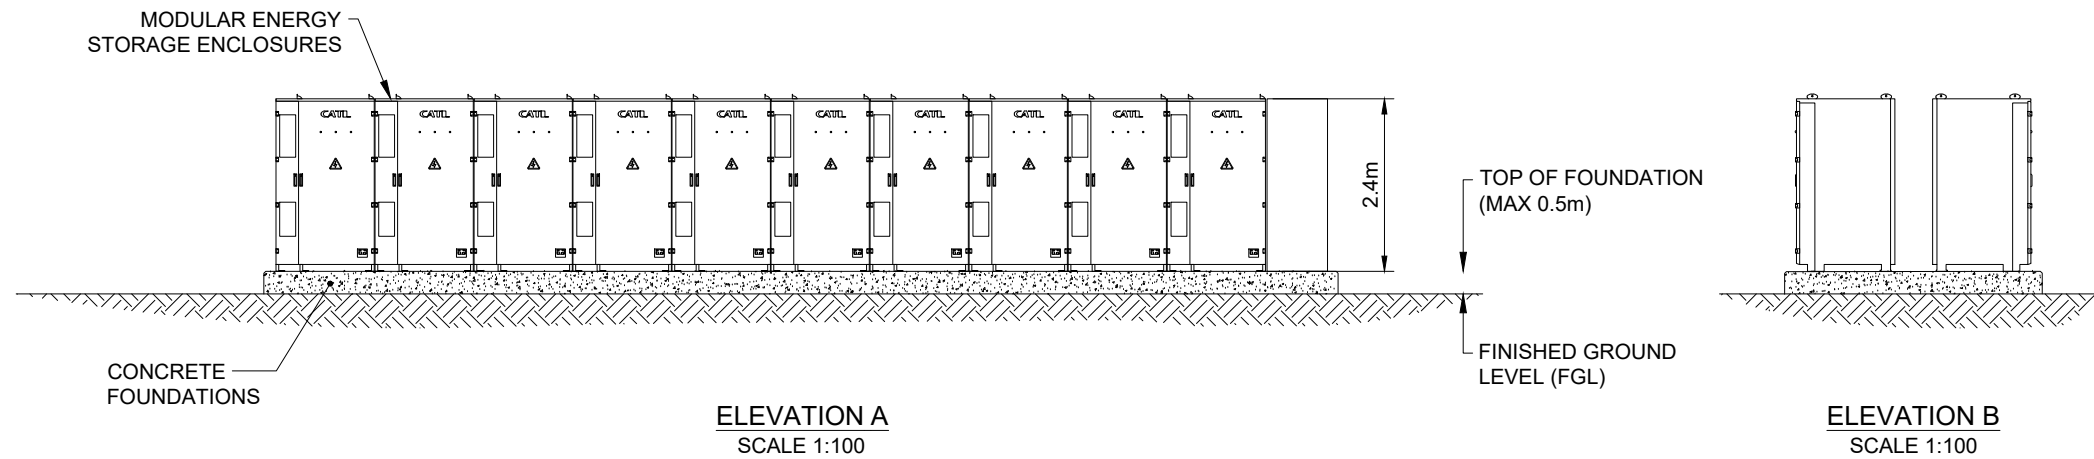 MODULAR ENERGY
STORAGE ENCLOSURES
CATL CATL CATL CATL CATL CATL CATL CATL CATL CATL
2.4m
TOP OF FOUNDATION
(MAX 0.5m)
CONCRETE
FOUNDATIONS
FINISHED GROUND
LEVEL (FGL)
ELEVATION A
SCALE 1:100
ELEVATION B
SCALE 1:100